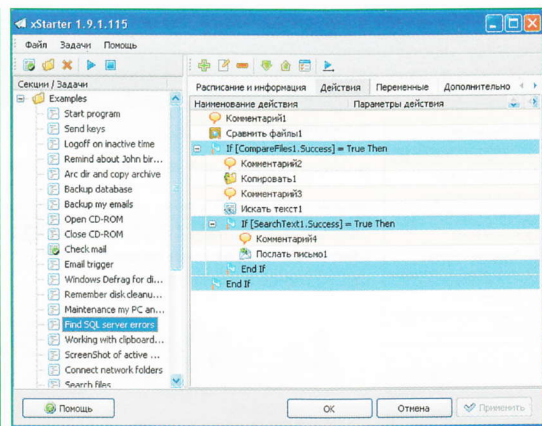 xStarter 1.9.1.115
Файл Задачи Помощь
Секции / Задачи
Examples
Start program
Send keys
Logoff on inactive time
Remind about John bir...
Arc dir and copy archive
Backup database
Backup my emails
Open CD-ROM
Close CD-ROM
Check mail
Email trigger
Windows Defrag for di...
Remember disk cleanu...
Maintenance my PC an...
Find SQL server errors
Working with clipboard...
ScreenShot of active ...
Connect network folders
Search files
Расписание и информация Действия Переменные Дополнительно
Наименование действия Параметры действия
Комментарий1
Сравнить файлы1
If [CompareFiles1.Success] = True Then
Комментарий2
Копировать1
Комментарий3
Искать текст1
If [SearchText1.Success] = True Then
Комментарий4
Послать письмо1
End If
End If
Помощь OK Отмена Применить